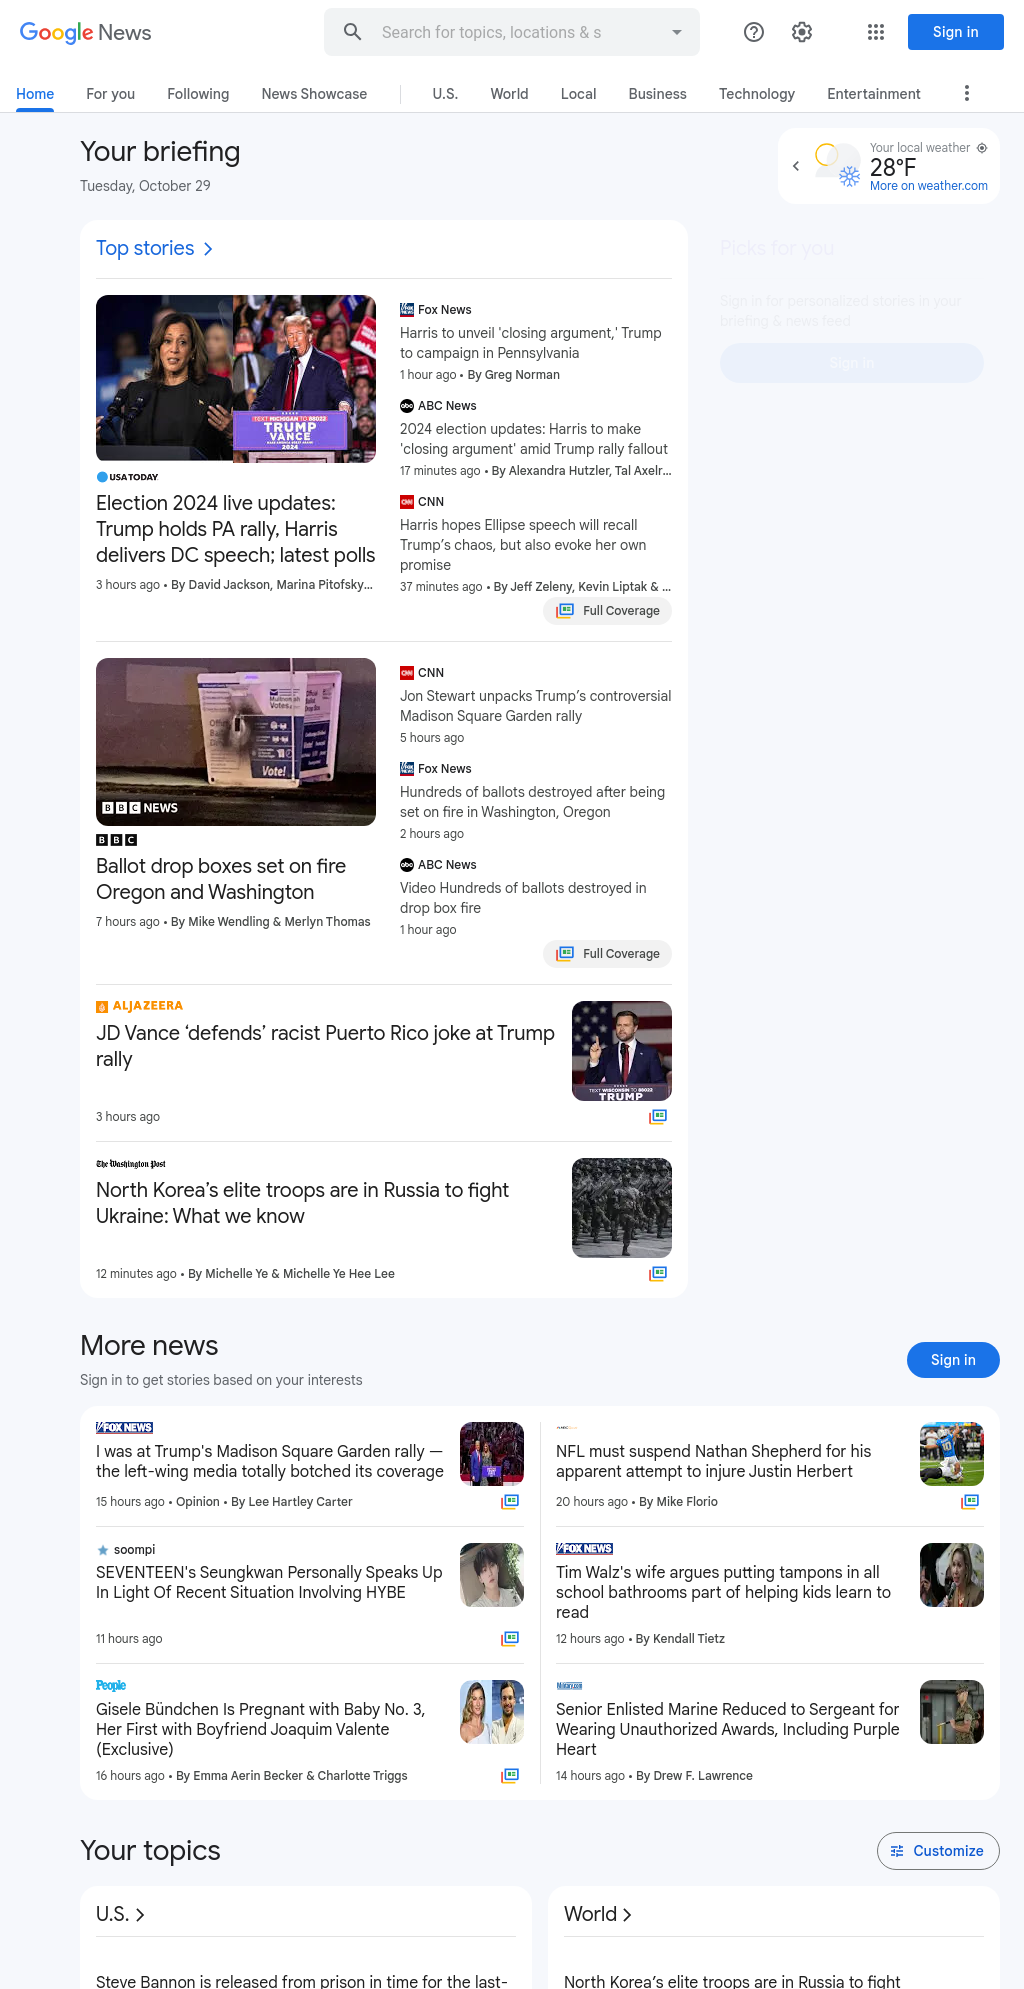 Google News
Search for topics, locations & s
Sign in
Home
For you
Following
News Showcase
U.S.
World
Local
Business
Technology
Entertainment
Your briefing
Tuesday, October 29
Your local weather
28°F
More on weather.com
Top stories
Picks for you
Sign in for personalized stories in your
briefing & news feed
Sign in
TEXT MICHIGAN TO 88022
TRUMP
VANCE
2024
USA TODAY
Election 2024 live updates:
Trump holds PA rally, Harris
delivers DC speech; latest polls
3 hours ago • By David Jackson, Marina Pitofsky...
Fox News
Harris to unveil 'closing argument,' Trump
to campaign in Pennsylvania
1 hour ago • By Greg Norman
abc ABC News
2024 election updates: Harris to make
'closing argument' amid Trump rally fallout
17 minutes ago • By Alexandra Hutzler, Tal Axelr...
CNN CNN
Harris hopes Ellipse speech will recall
Trump’s chaos, but also evoke her own
promise
37 minutes ago • By Jeff Zeleny, Kevin Liptak & ...
Full Coverage
Vote!
BBC NEWS
BBC
Ballot drop boxes set on fire
Oregon and Washington
7 hours ago • By Mike Wendling & Merlyn Thomas
CNN CNN
Jon Stewart unpacks Trump’s controversial
Madison Square Garden rally
5 hours ago
Fox News
Hundreds of ballots destroyed after being
set on fire in Washington, Oregon
2 hours ago
abc ABC News
Video Hundreds of ballots destroyed in
drop box fire
1 hour ago
Full Coverage
ALJAZEERA
JD Vance ‘defends’ racist Puerto Rico joke at Trump
rally
3 hours ago
TEXT WISCONSIN TO 88022
TRUMP
The Washington Post
North Korea’s elite troops are in Russia to fight
Ukraine: What we know
12 minutes ago • By Michelle Ye & Michelle Ye Hee Lee
More news
Sign in to get stories based on your interests
Sign in
FOX NEWS
I was at Trump's Madison Square Garden rally —
the left-wing media totally botched its coverage
15 hours ago • Opinion • By Lee Hartley Carter
NFL must suspend Nathan Shepherd for his
apparent attempt to injure Justin Herbert
20 hours ago • By Mike Florio
soompi
SEVENTEEN's Seungkwan Personally Speaks Up
In Light Of Recent Situation Involving HYBE
11 hours ago
FOX NEWS
Tim Walz's wife argues putting tampons in all
school bathrooms part of helping kids learn to
read
12 hours ago • By Kendall Tietz
People
Gisele Bündchen Is Pregnant with Baby No. 3,
Her First with Boyfriend Joaquim Valente
(Exclusive)
16 hours ago • By Emma Aerin Becker & Charlotte Triggs
Military.com
Senior Enlisted Marine Reduced to Sergeant for
Wearing Unauthorized Awards, Including Purple
Heart
14 hours ago • By Drew F. Lawrence
Your topics
Customize
U.S.
World
Steve Bannon is released from prison in time for the last-
North Korea’s elite troops are in Russia to fight